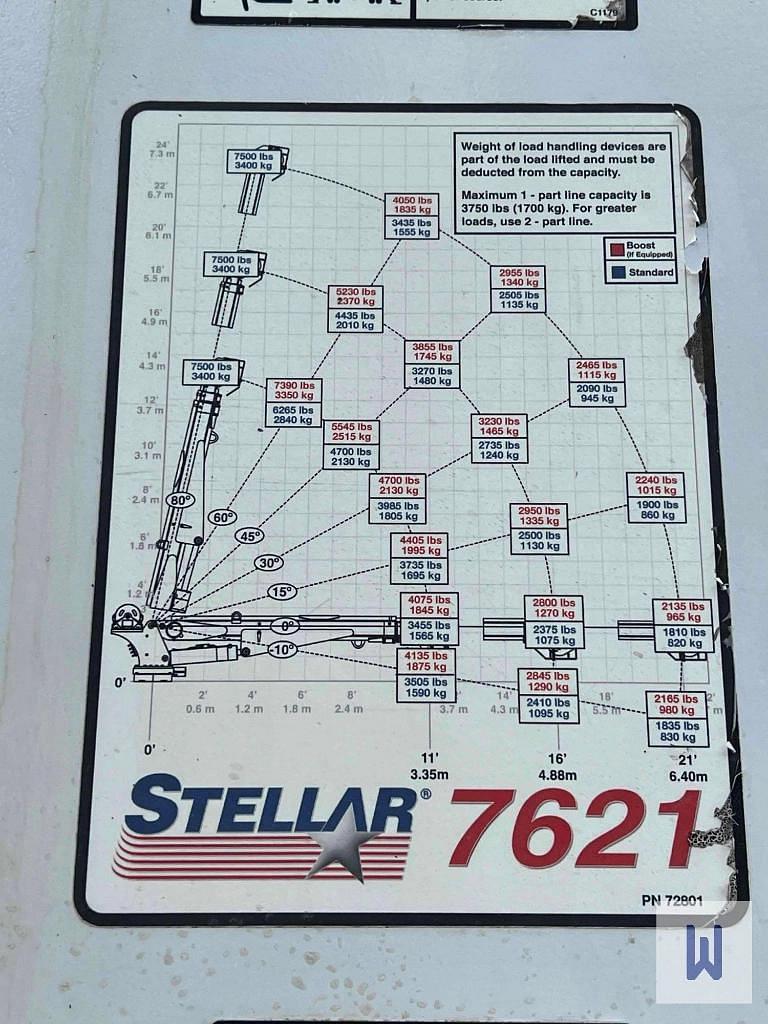 C1179
24'
7.3 m
22'
6.7 m
20'
6.1 m
18'
5.5 m
16'
4.9 m
14'
4.3 m
12'
3.7 m
10'
3.1 m
8'
2.4 m
6'
1.8 m
4'
1.2 m
0'
Weight of load handling devices are
part of the load lifted and must be
deducted from the capacity.
Maximum 1 - part line capacity is
3750 lbs (1700 kg). For greater
loads, use 2 - part line.
Boost
(If Equipped)
Standard
7500 lbs
3400 kg
4050 lbs
1835 kg
3435 lbs
1555 kg
7500 lbs
3400 kg
2955 lbs
1340 kg
2505 lbs
1135 kg
5230 lbs
2370 kg
4435 lbs
2010 kg
3855 lbs
1745 kg
3270 lbs
1480 kg
7500 lbs
3400 kg
2465 lbs
1115 kg
2090 lbs
945 kg
7390 lbs
3350 kg
6265 lbs
2840 kg
5545 lbs
2515 kg
4700 lbs
2130 kg
3230 lbs
1465 kg
2735 lbs
1240 kg
4700 lbs
2130 kg
3985 lbs
1805 kg
2240 lbs
1015 kg
1900 lbs
860 kg
2950 lbs
1335 kg
2500 lbs
1130 kg
4405 lbs
1995 kg
3735 lbs
1695 kg
80°
60°
45°
30°
15°
0°
-10°
4075 lbs
1845 kg
3455 lbs
1565 kg
2800 lbs
1270 kg
2375 lbs
1075 kg
2135 lbs
965 kg
1810 lbs
820 kg
4135 lbs
1875 kg
3505 lbs
1590 kg
2845 lbs
1290 kg
2410 lbs
1095 kg
2165 lbs
980 kg
1835 lbs
830 kg
2' 4' 6' 8' 18'
0.6 m 1.2 m 1.8 m 2.4 m 3.7 m 4.3 m 5.5 m
0' 11' 16' 21'
3.35m 4.88m 6.40m
STELLAR® 7621
PN 72801
W